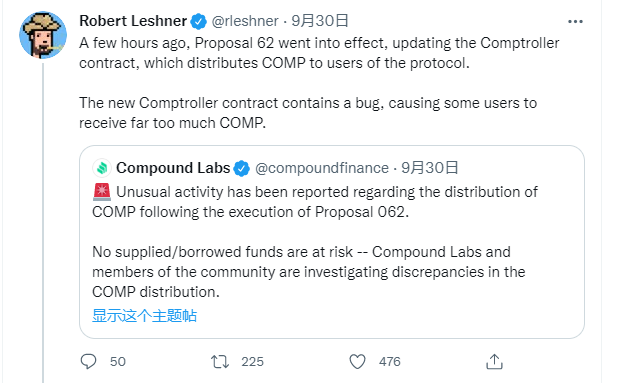 Robert Leshner @rleshner · 9月30日
A few hours ago, Proposal 62 went into effect, updating the Comptroller
contract, which distributes COMP to users of the protocol.
The new Comptroller contract contains a bug, causing some users to
receive far too much COMP.
Compound Labs @compoundfinance · 9月30日
🚨 Unusual activity has been reported regarding the distribution of
COMP following the execution of Proposal 062.
No supplied/borrowed funds are at risk -- Compound Labs and
members of the community are investigating discrepancies in the
COMP distribution.
显示这个主题帖
50 225 476